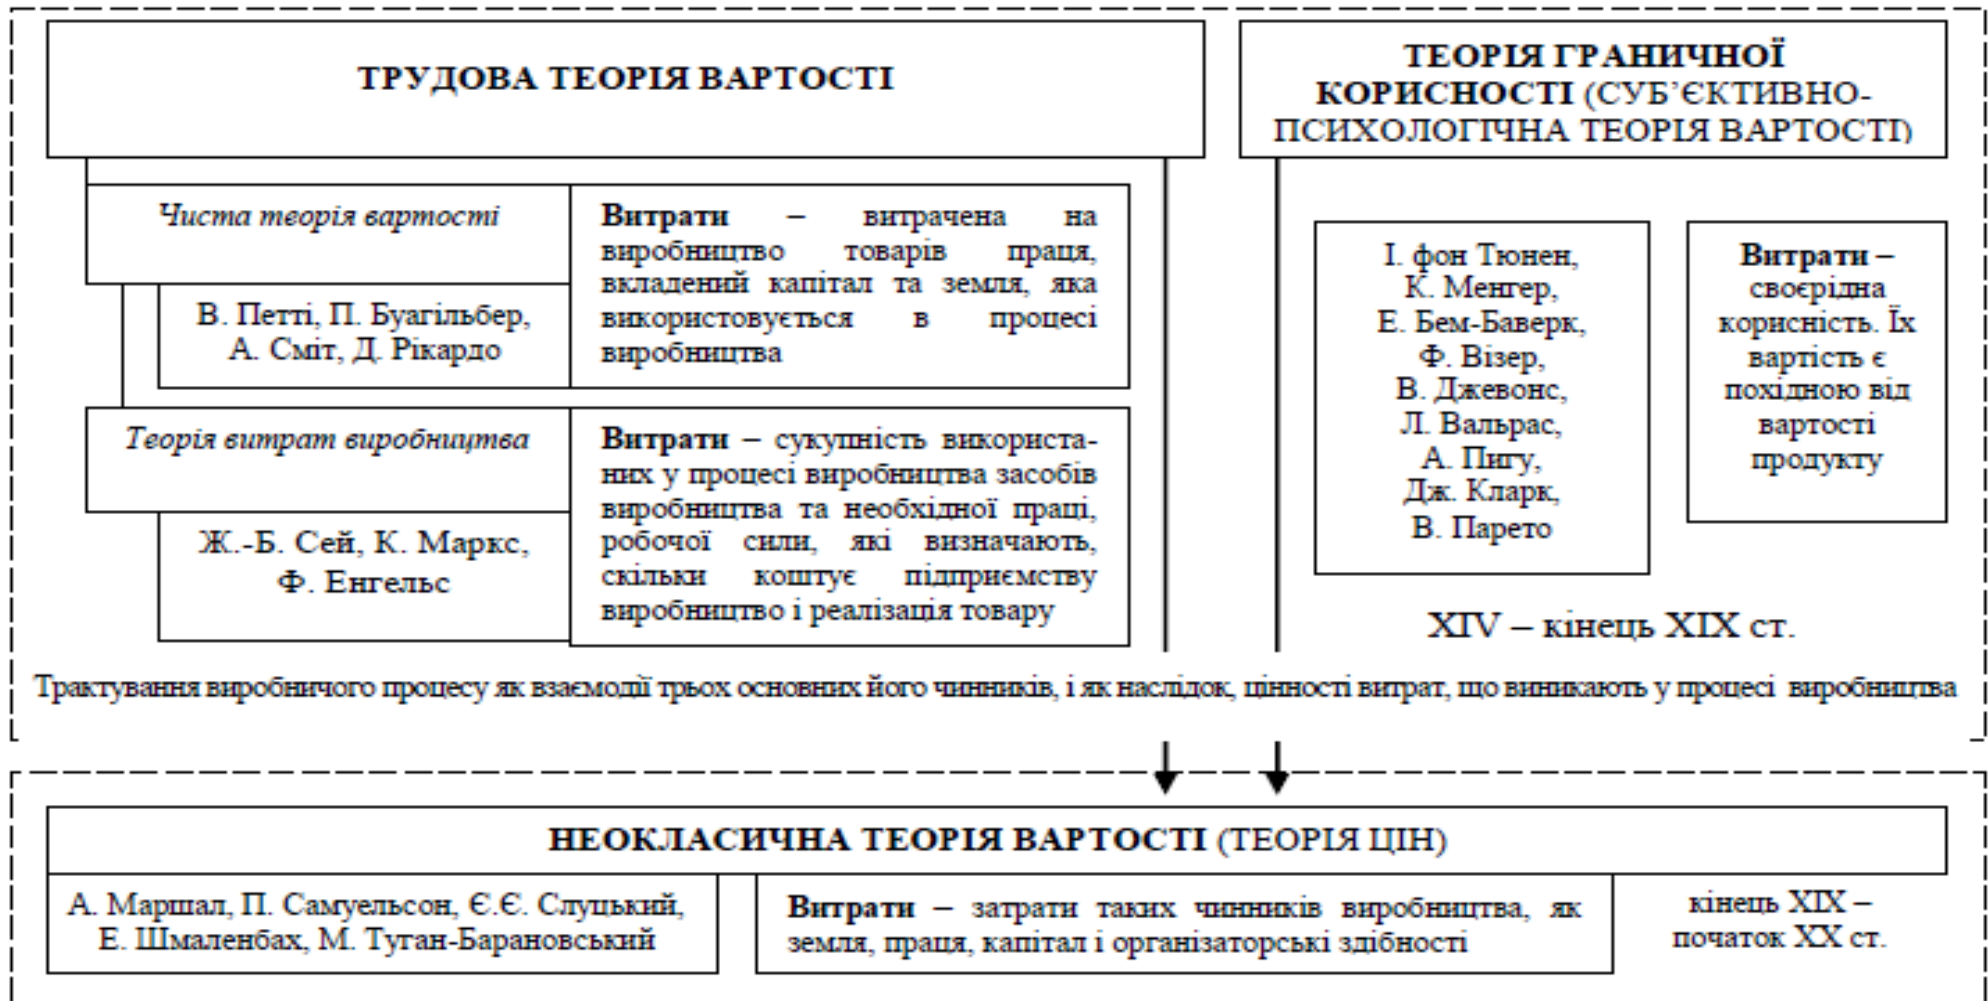 ТРУДОВА ТЕОРІЯ ВАРТОСТІ
ТЕОРІЯ ГРАНИЧНОЇ
КОРИСНОСТІ (СУБ’ЄКТИВНО-
ПСИХОЛОГІЧНА ТЕОРІЯ ВАРТОСТІ)
Чиста теорія вартості
В. Петті, П. Буагільбер,
А. Сміт, Д. Рікардо
Витрати – витрачена на
виробництво товарів праця,
вкладений капітал та земля, яка
використовується в процесі
виробництва
Теорія витрат виробництва
Ж.-Б. Сей, К. Маркс,
Ф. Енгельс
Витрати – сукупність використа-
них у процесі виробництва засобів
виробництва та необхідної праці,
робочої сили, які визначають,
скільки коштує підприємству
виробництво і реалізація товару
І. фон Тюнен,
К. Менгер,
Е. Бем-Баверк,
Ф. Візер,
В. Джевонс,
Л. Вальрас,
А. Пигу,
Дж. Кларк,
В. Парето
Витрати –
своєрідна
корисність. Їх
вартість є
похідною від
вартості
продукту
XIV – кінець XIX ст.
Трактування виробничого процесу як взаємодії трьох основних його чинників, і як наслідок, цінності витрат, що виникають у процесі виробництва
НЕОКЛАСИЧНА ТЕОРІЯ ВАРТОСТІ (ТЕОРІЯ ЦІН)
А. Маршал, П. Самуельсон, Є.Є. Слуцький,
Е. Шмаленбах, М. Туган-Барановський
Витрати – затрати таких чинників виробництва, як
земля, праця, капітал і організаторські здібності
кінець XIX –
початок XX ст.